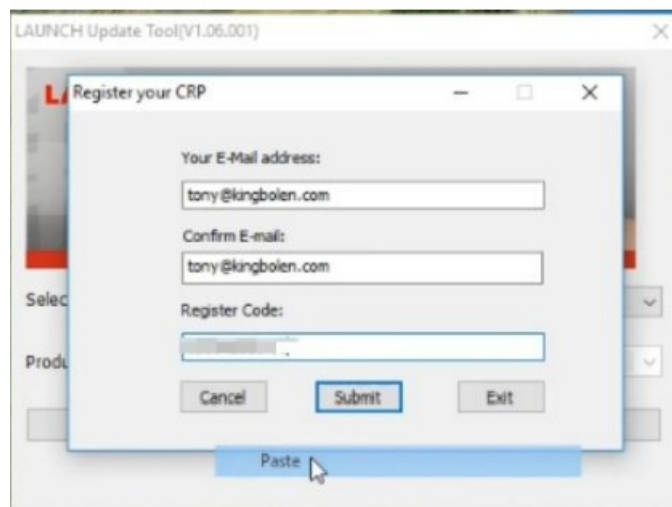 LAUNCH Update Tool(V1.06.001)
Register your CRP
Your E-Mail address:
tony@kingbolen.com
Confirm E-mail:
tony@kingbolen.com
Register Code:
Cancel Submit Exit
Paste